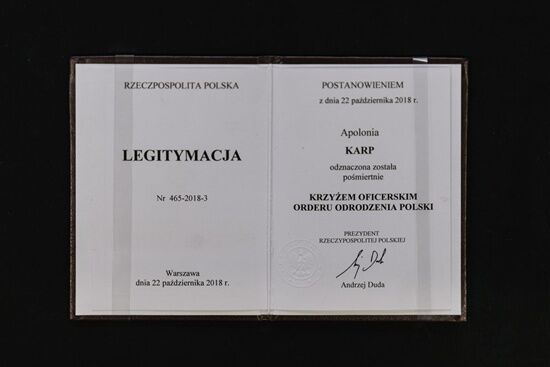 RZECZPOSPOLITA POLSKA
LEGITYMACJA
Nr 465-2018-3
Warszawa
dnia 22 października 2018 r.
POSTANOWIENIEM
z dnia 22 października 2018 r.
Apolonia
KARP
odznaczona została
pośmiertnie
KRZYŻEM OFICERSKIM
ORDERU ODRODZENIA POLSKI
PREZYDENT
RZECZYPOSPOLITEJ POLSKIEJ
Andrzej Duda